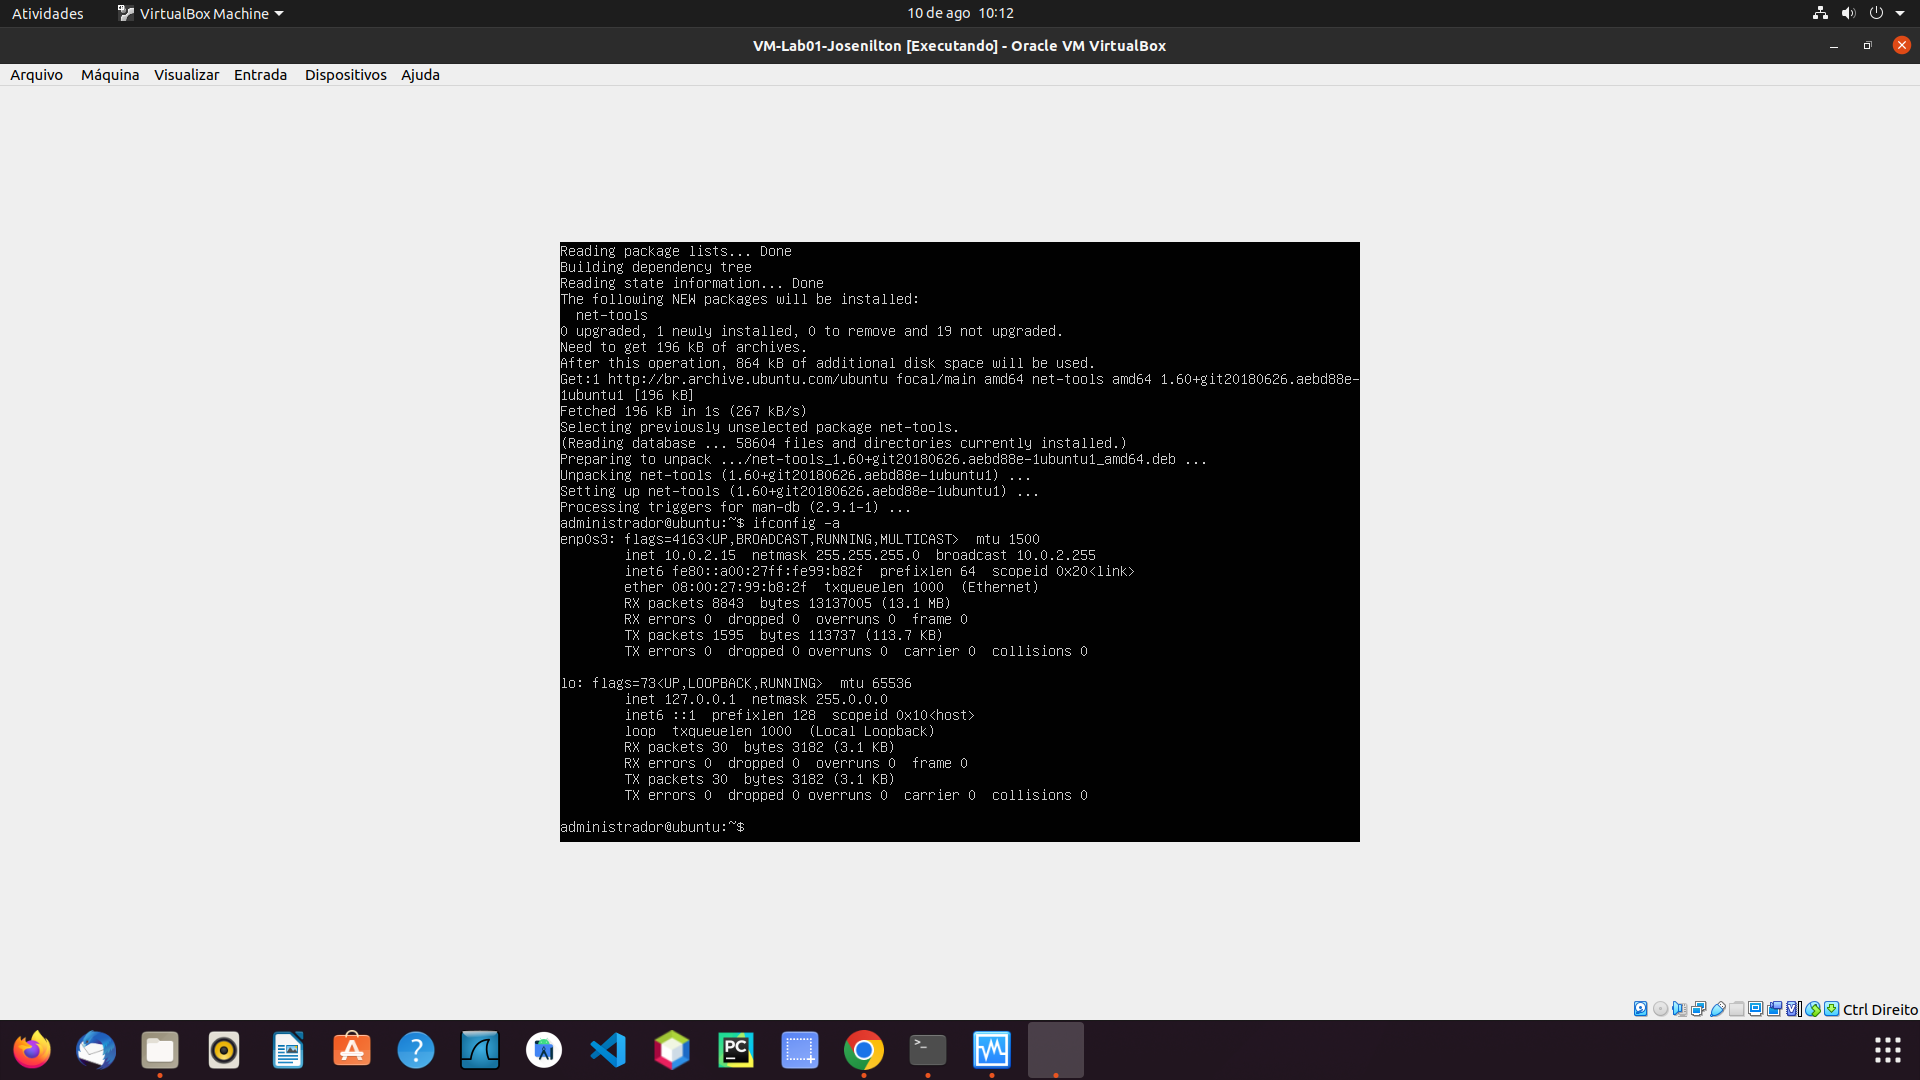 Atividades
VirtualBox Machine
10 de ago 10:12
VM-Lab01-Josenilton [Executando] - Oracle VM VirtualBox
Arquivo Máquina Visualizar Entrada Dispositivos Ajuda
Reading package lists... Done
Building dependency tree
Reading state information... Done
The following NEW packages will be installed:
  net-tools
0 upgraded, 1 newly installed, 0 to remove and 19 not upgraded.
Need to get 196 kB of archives.
After this operation, 864 kB of additional disk space will be used.
Get:1 http://br.archive.ubuntu.com/ubuntu focal/main amd64 net-tools amd64 1.60+git20180626.aebd88e-
1ubuntu1 [196 kB]
Fetched 196 kB in 1s (267 kB/s)
Selecting previously unselected package net-tools.
(Reading database ... 58604 files and directories currently installed.)
Preparing to unpack .../net-tools_1.60+git20180626.aebd88e-1ubuntu1_amd64.deb ...
Unpacking net-tools (1.60+git20180626.aebd88e-1ubuntu1) ...
Setting up net-tools (1.60+git20180626.aebd88e-1ubuntu1) ...
Processing triggers for man-db (2.9.1-1) ...
administrador@ubuntu:~$ ifconfig -a
enp0s3: flags=4163<UP,BROADCAST,RUNNING,MULTICAST>  mtu 1500
        inet 10.0.2.15  netmask 255.255.255.0  broadcast 10.0.2.255
        inet6 fe80::a00:27ff:fe99:b82f  prefixlen 64  scopeid 0x20<link>
        ether 08:00:27:99:b8:2f  txqueuelen 1000  (Ethernet)
        RX packets 8843  bytes 13137005 (13.1 MB)
        RX errors 0  dropped 0  overruns 0  frame 0
        TX packets 1595  bytes 113737 (113.7 KB)
        TX errors 0  dropped 0 overruns 0  carrier 0  collisions 0
lo: flags=73<UP,LOOPBACK,RUNNING>  mtu 65536
        inet 127.0.0.1  netmask 255.0.0.0
        inet6 ::1  prefixlen 128  scopeid 0x10<host>
        loop  txqueuelen 1000  (Local Loopback)
        RX packets 30  bytes 3182 (3.1 KB)
        RX errors 0  dropped 0  overruns 0  frame 0
        TX packets 30  bytes 3182 (3.1 KB)
        TX errors 0  dropped 0 overruns 0  carrier 0  collisions 0
administrador@ubuntu:~$
Ctrl Direito
PC